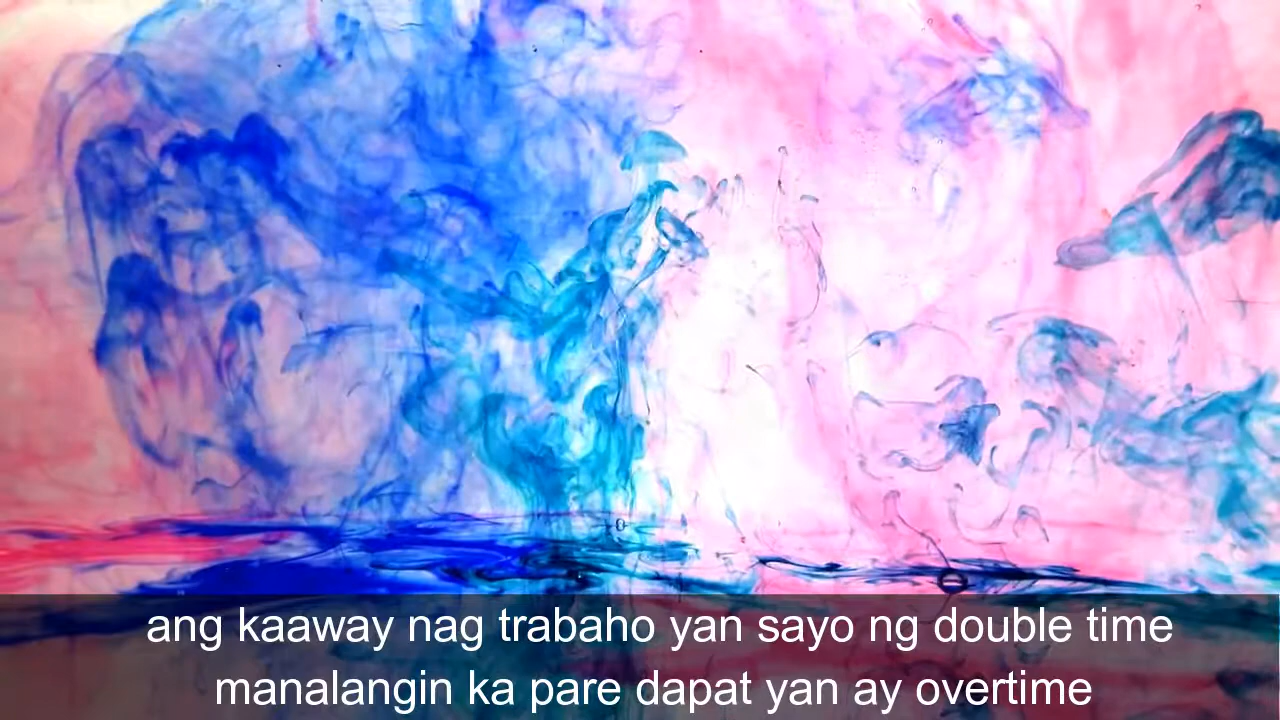 ang kaaway nag trabaho yan sayo ng double time
manalangin ka pare dapat yan ay overtime